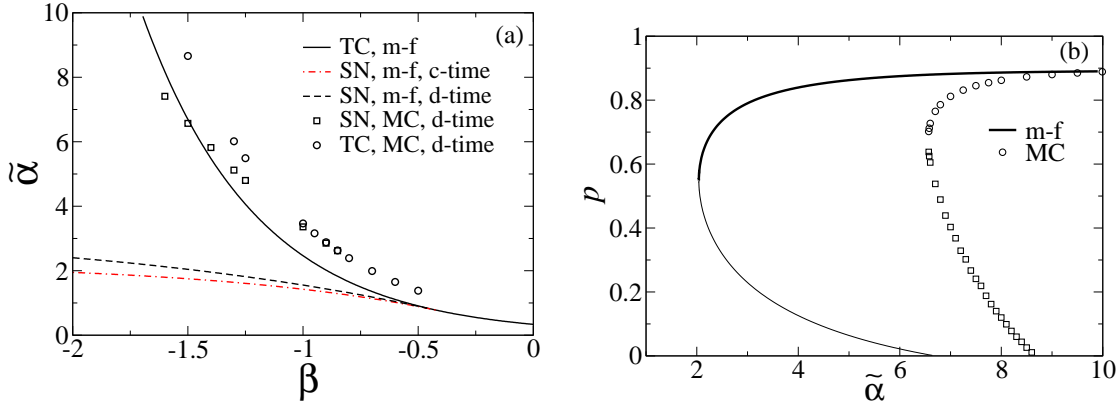 10
8
6
4
2
0
α̃
-2
-1.5
-1
-0.5
0
β
(a)
TC, m-f
SN, m-f, c-time
SN, m-f, d-time
SN, MC, d-time
TC, MC, d-time
1
0.8
0.6
0.4
0.2
0
p
2
4
6
8
10
α̃
(b)
m-f
MC